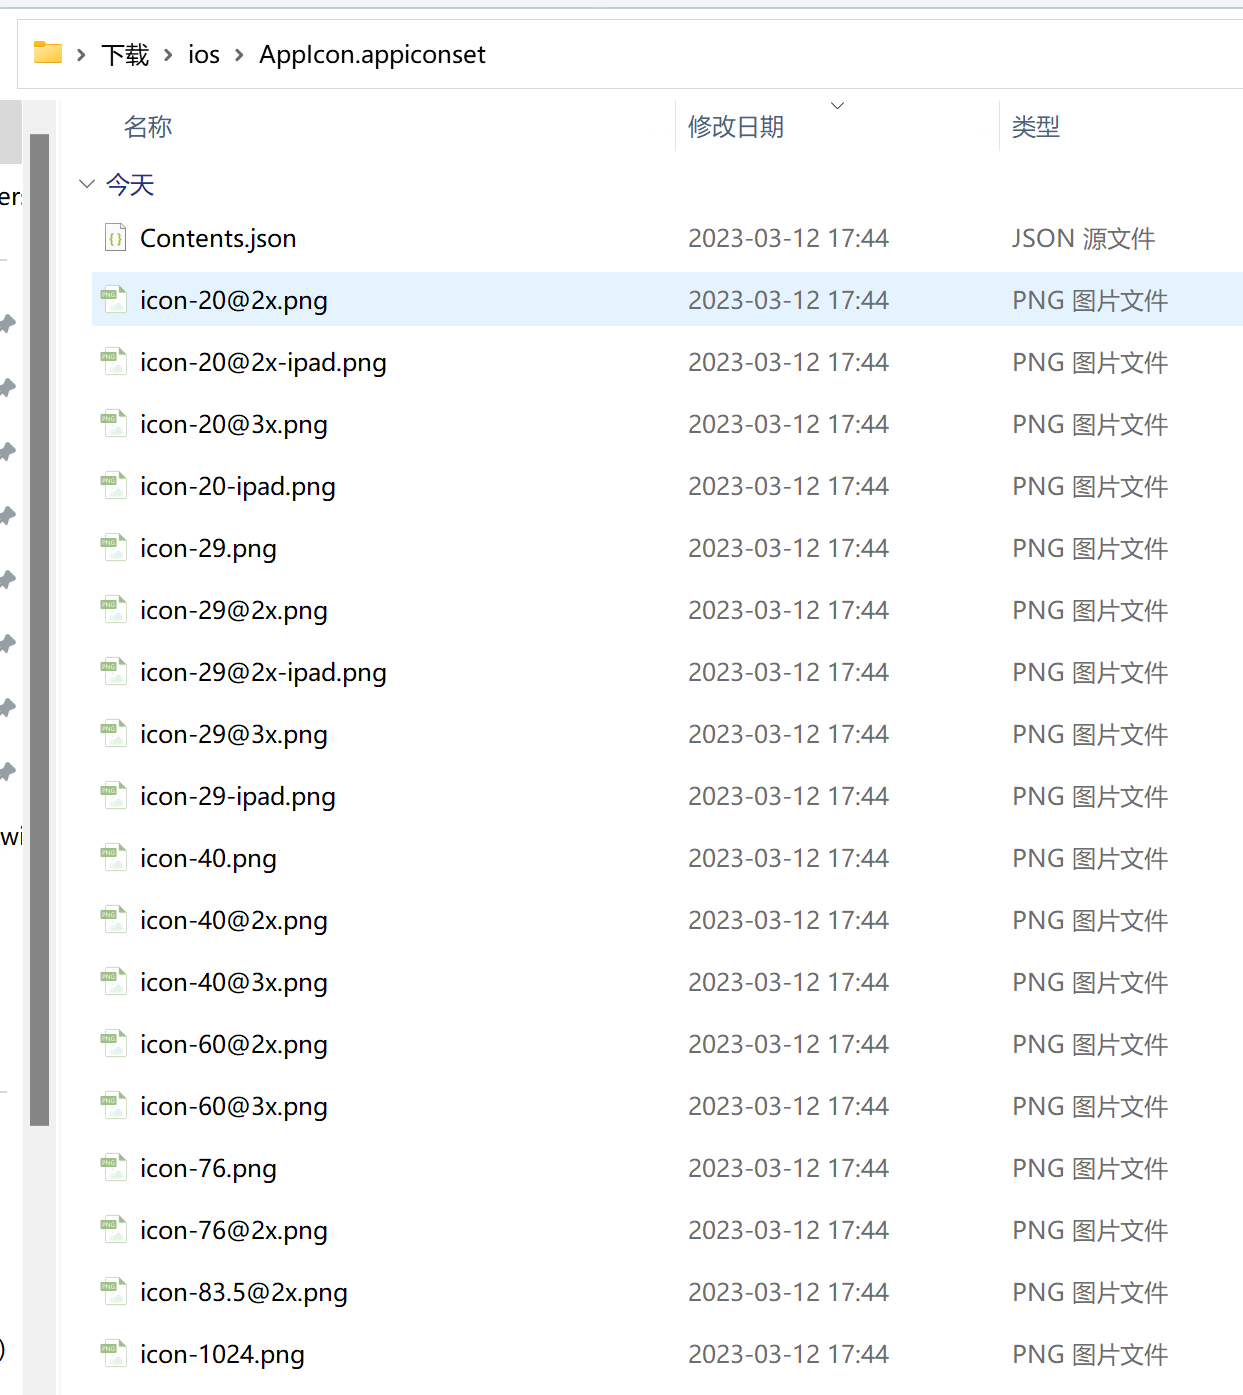 下载 > ios > AppIcon.appiconset
名称 修改日期 类型
今天
Contents.json 2023-03-12 17:44 JSON 源文件
icon-20@2x.png 2023-03-12 17:44 PNG 图片文件
icon-20@2x-ipad.png 2023-03-12 17:44 PNG 图片文件
icon-20@3x.png 2023-03-12 17:44 PNG 图片文件
icon-20-ipad.png 2023-03-12 17:44 PNG 图片文件
icon-29.png 2023-03-12 17:44 PNG 图片文件
icon-29@2x.png 2023-03-12 17:44 PNG 图片文件
icon-29@2x-ipad.png 2023-03-12 17:44 PNG 图片文件
icon-29@3x.png 2023-03-12 17:44 PNG 图片文件
icon-29-ipad.png 2023-03-12 17:44 PNG 图片文件
icon-40.png 2023-03-12 17:44 PNG 图片文件
icon-40@2x.png 2023-03-12 17:44 PNG 图片文件
icon-40@3x.png 2023-03-12 17:44 PNG 图片文件
icon-60@2x.png 2023-03-12 17:44 PNG 图片文件
icon-60@3x.png 2023-03-12 17:44 PNG 图片文件
icon-76.png 2023-03-12 17:44 PNG 图片文件
icon-76@2x.png 2023-03-12 17:44 PNG 图片文件
icon-83.5@2x.png 2023-03-12 17:44 PNG 图片文件
icon-1024.png 2023-03-12 17:44 PNG 图片文件